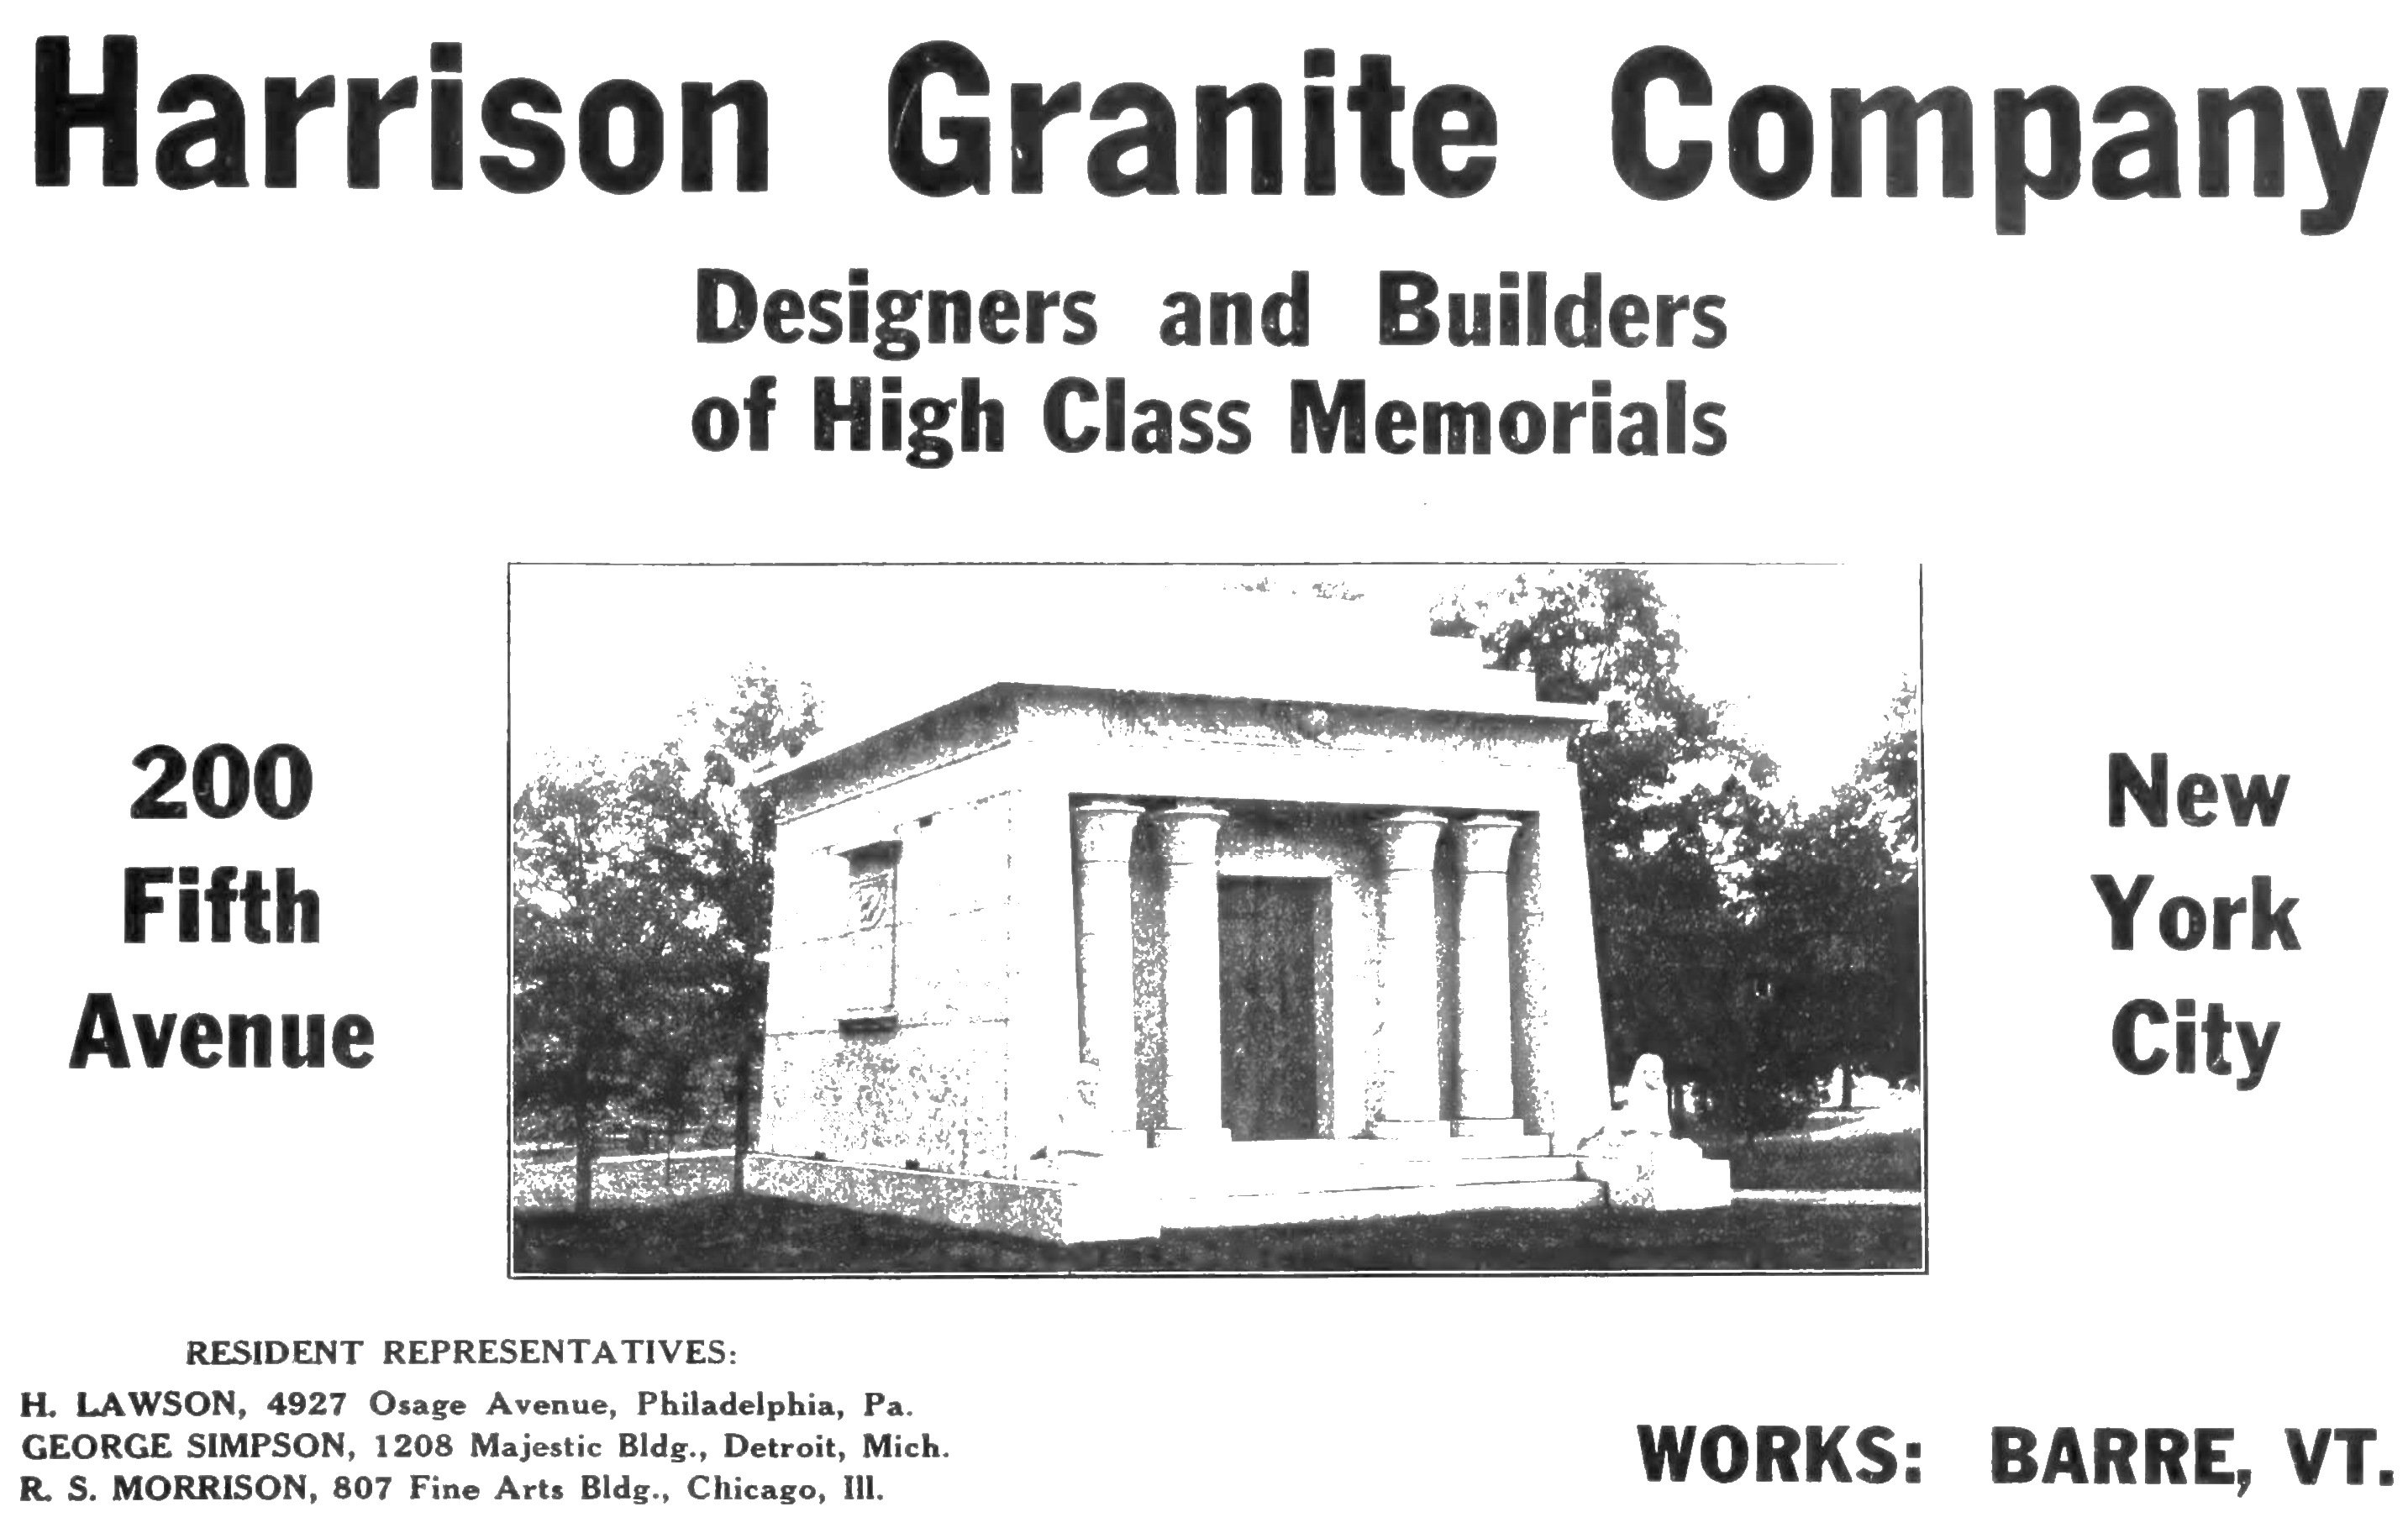 Harrison Granite Company
Designers and Builders
of High Class Memorials
200
Fifth
Avenue
New
York
City
RESIDENT REPRESENTATIVES:
H. LAWSON, 4927 Osage Avenue, Philadelphia, Pa.
GEORGE SIMPSON, 1208 Majestic Bldg., Detroit, Mich.
R. S. MORRISON, 807 Fine Arts Bldg., Chicago, Ill.
WORKS: BARRE, VT.